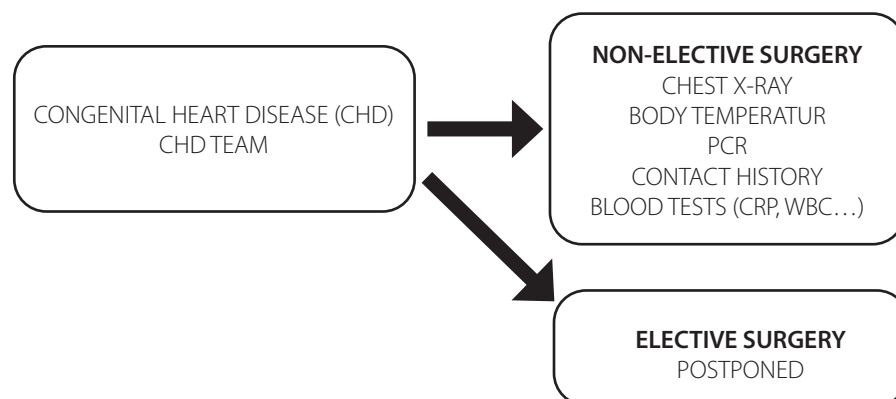 CONGENITAL HEART DISEASE (CHD)
CHD TEAM
NON-ELECTIVE SURGERY
CHEST X-RAY
BODY TEMPERATUR
PCR
CONTACT HISTORY
BLOOD TESTS (CRP, WBC…)
ELECTIVE SURGERY
POSTPONED